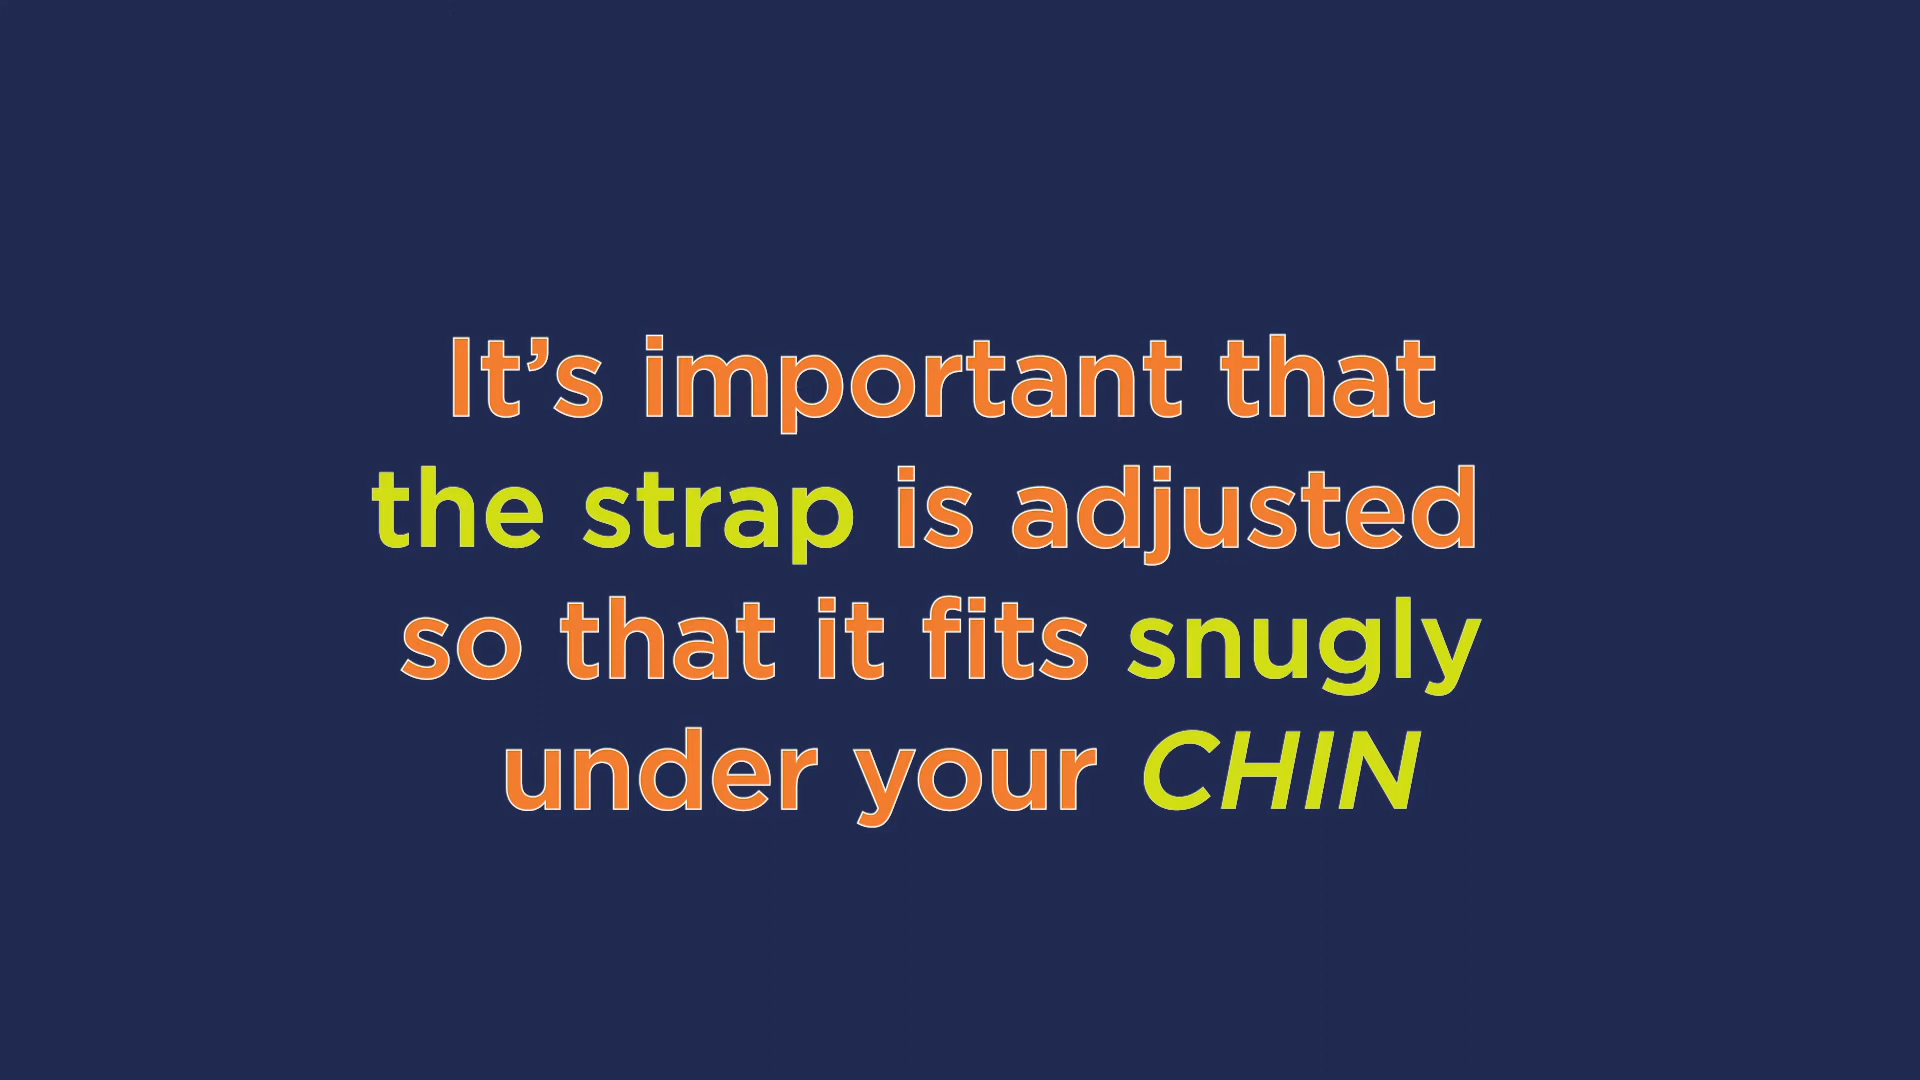 It’s important that
the strap is adjusted
so that it fits snugly
under your CHIN